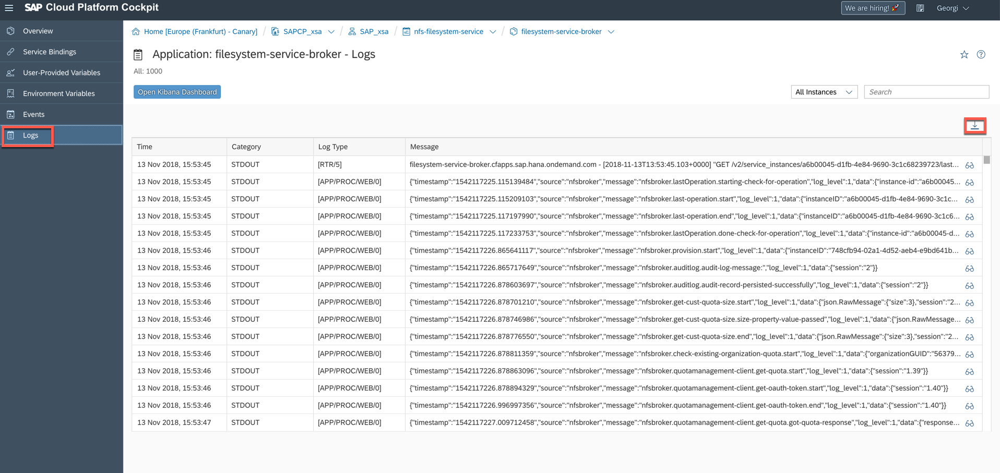 SAP Cloud Platform Cockpit
We are hiring! 🚀
Georgi
Overview
Service Bindings
User-Provided Variables
Environment Variables
Events
Logs
Home [Europe (Frankfurt) - Canary] / SAPCP_xsa / SAP_xsa / nfs-filesystem-service / filesystem-service-broker
Application: filesystem-service-broker - Logs
All: 1000
Open Kibana Dashboard
All Instances
Search
Time Category Log Type Message
13 Nov 2018, 15:53:45 STDOUT [RTR/5] filesystem-service-broker.cfapps.sap.hana.ondemand.com - [2018-11-13T13:53:45.103+0000] "GET /v2/service_instances/a6b00045-d1fb-4e84-9690-3c1c68239723/last...
13 Nov 2018, 15:53:45 STDOUT [APP/PROC/WEB/0] {"timestamp":"1542117225.115139484","source":"nfsbroker","message":"nfsbroker.lastOperation.starting-check-for-operation","log_level":1,"data":{"instance-id":"a6b00045...
13 Nov 2018, 15:53:45 STDOUT [APP/PROC/WEB/0] {"timestamp":"1542117225.115209103","source":"nfsbroker","message":"nfsbroker.last-operation.start","log_level":1,"data":{"instanceID":"a6b00045-d1fb-4e84-9690-3c1c...
13 Nov 2018, 15:53:45 STDOUT [APP/PROC/WEB/0] {"timestamp":"1542117225.117197990","source":"nfsbroker","message":"nfsbroker.last-operation.end","log_level":1,"data":{"instanceID":"a6b00045-d1fb-4e84-9690-3c1c6...
13 Nov 2018, 15:53:45 STDOUT [APP/PROC/WEB/0] {"timestamp":"1542117225.117233753","source":"nfsbroker","message":"nfsbroker.lastOperation.done-check-for-operation","log_level":1,"data":{"instance-id":"a6b00045-d...
13 Nov 2018, 15:53:46 STDOUT [APP/PROC/WEB/0] {"timestamp":"1542117226.865641117","source":"nfsbroker","message":"nfsbroker.provision.start","log_level":1,"data":{"instanceID":"748cfb94-02a1-4d52-aeb4-e9bd641b...
13 Nov 2018, 15:53:46 STDOUT [APP/PROC/WEB/0] {"timestamp":"1542117226.865717649","source":"nfsbroker","message":"nfsbroker.auditlog.audit-log-message:","log_level":1,"data":{"session":"2"}}
13 Nov 2018, 15:53:46 STDOUT [APP/PROC/WEB/0] {"timestamp":"1542117226.878603697","source":"nfsbroker","message":"nfsbroker.auditlog.audit-record-persisted-successfully","log_level":1,"data":{"session":"2"}}
13 Nov 2018, 15:53:46 STDOUT [APP/PROC/WEB/0] {"timestamp":"1542117226.878701210","source":"nfsbroker","message":"nfsbroker.get-cust-quota-size.start","log_level":1,"data":{"json.RawMessage":{"size":3},"session":"2...
13 Nov 2018, 15:53:46 STDOUT [APP/PROC/WEB/0] {"timestamp":"1542117226.878746986","source":"nfsbroker","message":"nfsbroker.get-cust-quota-size.size-property-value-passed","log_level":1,"data":{"json.RawMessage...
13 Nov 2018, 15:53:46 STDOUT [APP/PROC/WEB/0] {"timestamp":"1542117226.878776550","source":"nfsbroker","message":"nfsbroker.get-cust-quota-size.end","log_level":1,"data":{"json.RawMessage":{"size":3},"session":"2...
13 Nov 2018, 15:53:46 STDOUT [APP/PROC/WEB/0] {"timestamp":"1542117226.878811359","source":"nfsbroker","message":"nfsbroker.check-existing-organization-quota.start","log_level":1,"data":{"organizationGUID":"56379...
13 Nov 2018, 15:53:46 STDOUT [APP/PROC/WEB/0] {"timestamp":"1542117226.878863096","source":"nfsbroker","message":"nfsbroker.quotamanagement-client.get-quota.start","log_level":1,"data":{"session":"1.39"}}
13 Nov 2018, 15:53:46 STDOUT [APP/PROC/WEB/0] {"timestamp":"1542117226.878894329","source":"nfsbroker","message":"nfsbroker.quotamanagement-client.get-oauth-token.start","log_level":1,"data":{"session":"1.40"}}
13 Nov 2018, 15:53:46 STDOUT [APP/PROC/WEB/0] {"timestamp":"1542117226.996997356","source":"nfsbroker","message":"nfsbroker.quotamanagement-client.get-oauth-token.end","log_level":1,"data":{"session":"1.40"}}
13 Nov 2018, 15:53:47 STDOUT [APP/PROC/WEB/0] {"timestamp":"1542117227.009712458","source":"nfsbroker","message":"nfsbroker.quotamanagement-client.get-quota.got-quota-response","log_level":1,"data":{"response...